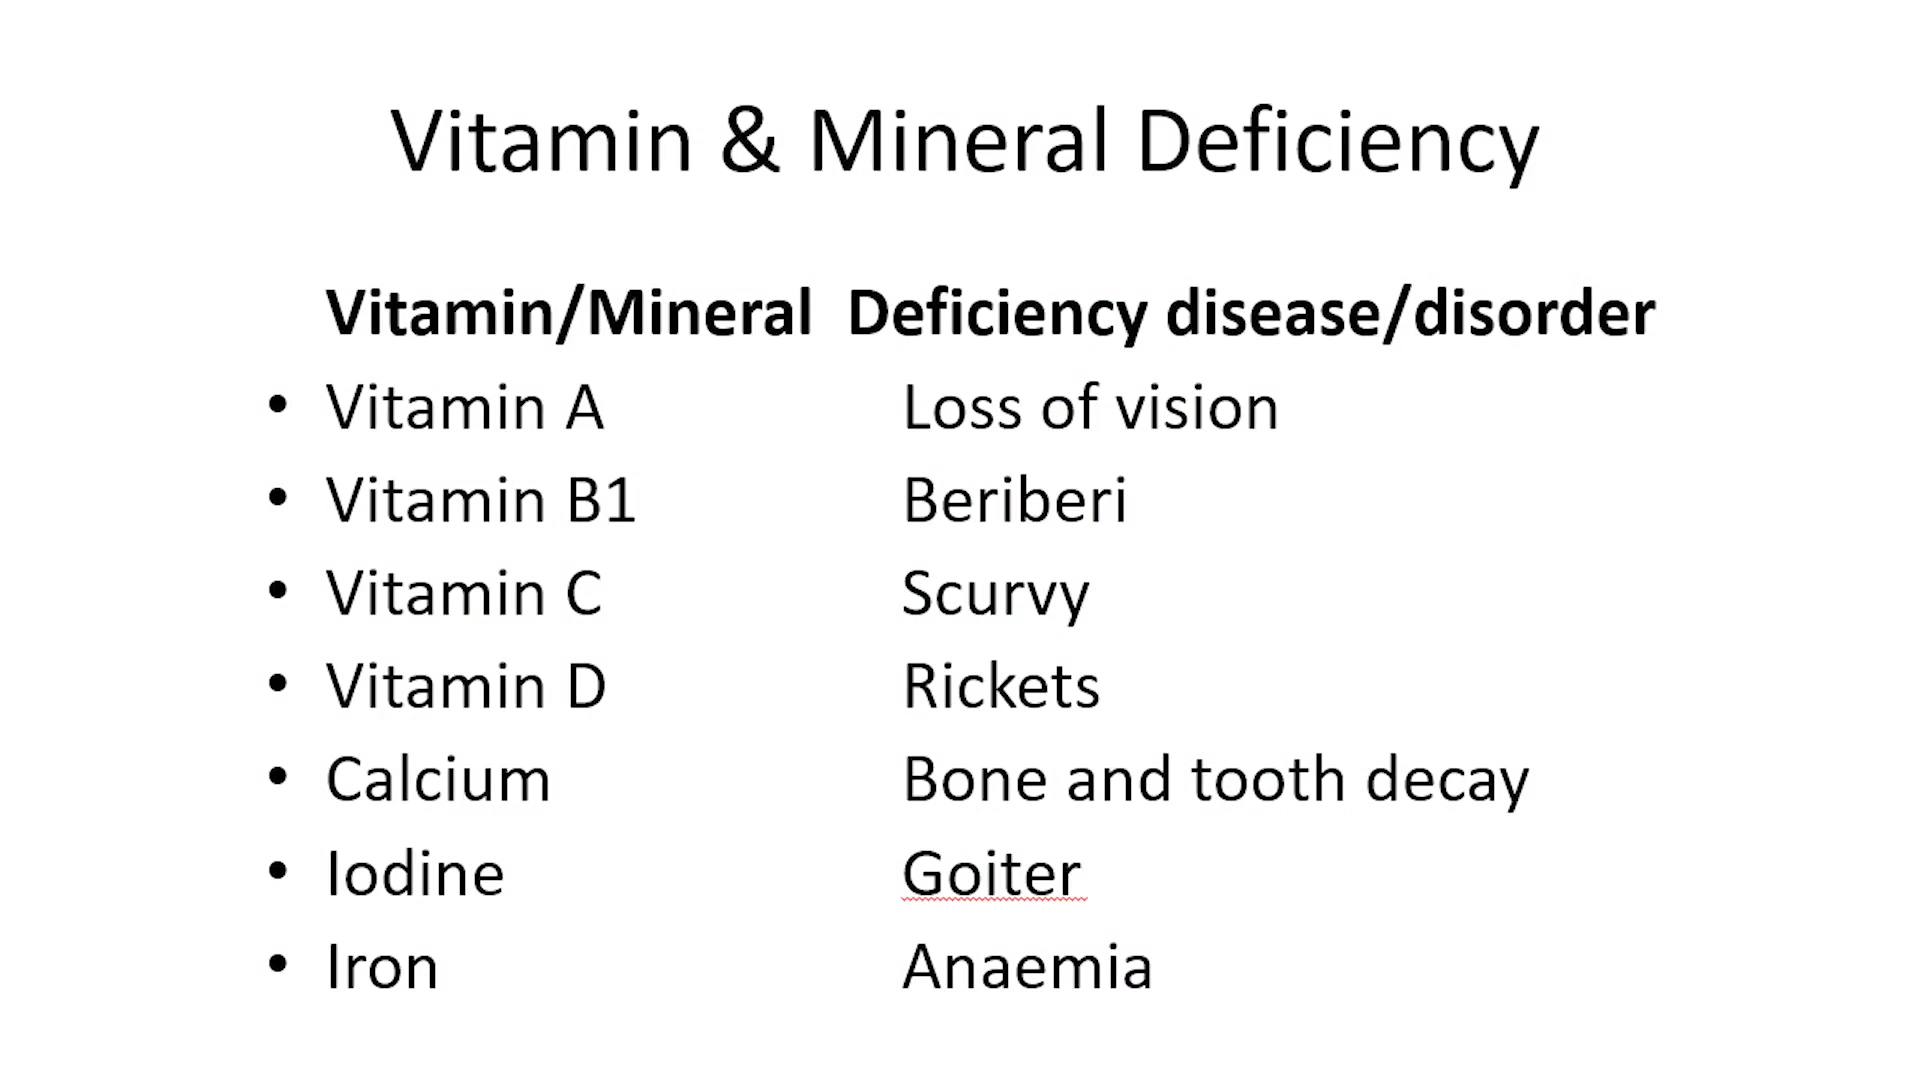 Vitamin & Mineral Deficiency
Vitamin/Mineral Deficiency disease/disorder
• Vitamin A Loss of vision
• Vitamin B1 Beriberi
• Vitamin C Scurvy
• Vitamin D Rickets
• Calcium Bone and tooth decay
• Iodine Goiter
• Iron Anaemia